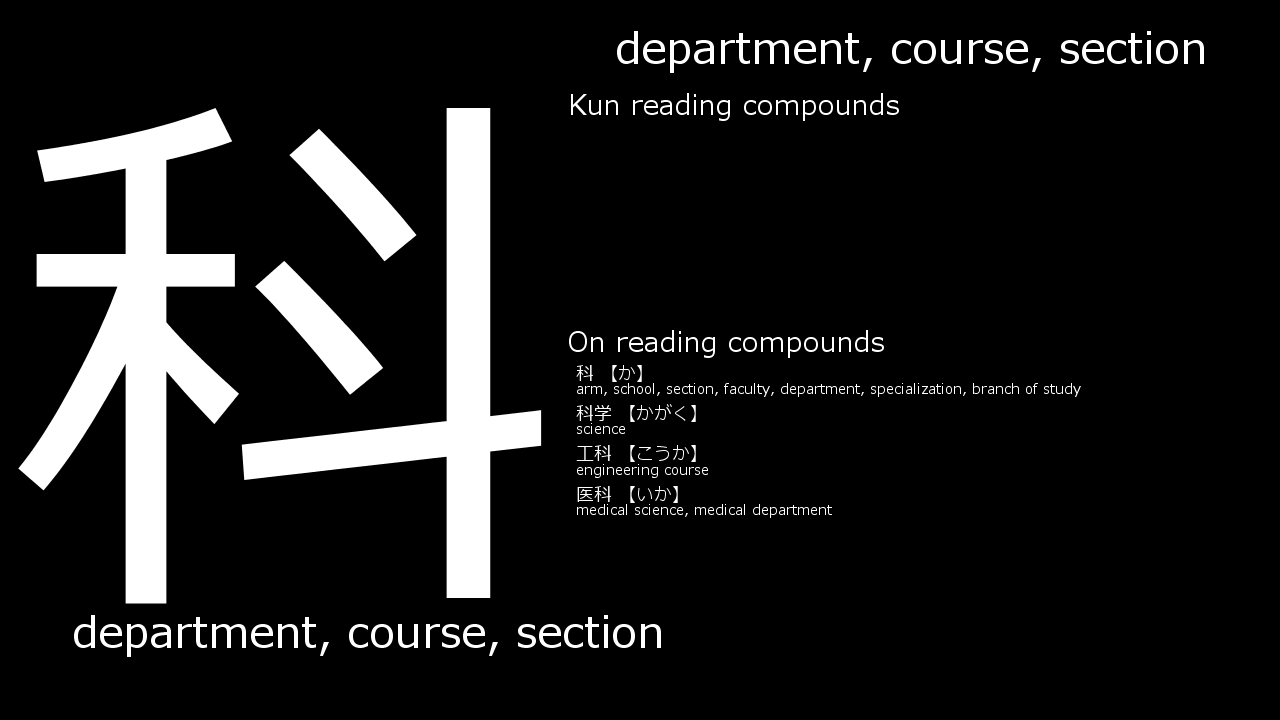 department, course, section
科
Kun reading compounds
On reading compounds
科 【か】
arm, school, section, faculty, department, specialization, branch of study
科学 【かがく】
science
工科 【こうか】
engineering course
医科 【いか】
medical science, medical department
department, course, section